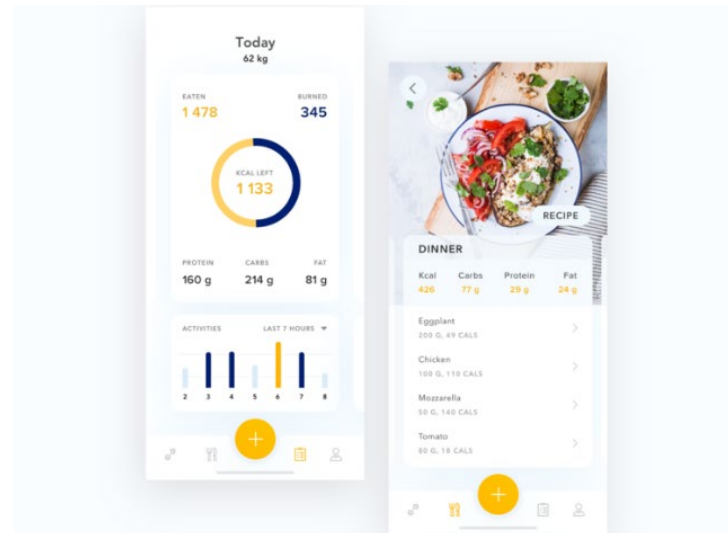 Today
62 kg
EATEN
BURNED
1 478
345
KCAL LEFT
1 133
PROTEIN
CARBS
FAT
160 g
214 g
81 g
ACTIVITIES
LAST 7 HOURS
2 3 4 5 6 7 8
RECIPE
DINNER
Kcal Carbs Protein Fat
426 77 g 29 g 24 g
Eggplant
200 G, 49 CALS
Chicken
100 G, 110 CALS
Mozzarella
50 G, 140 CALS
Tomato
60 G, 18 CALS